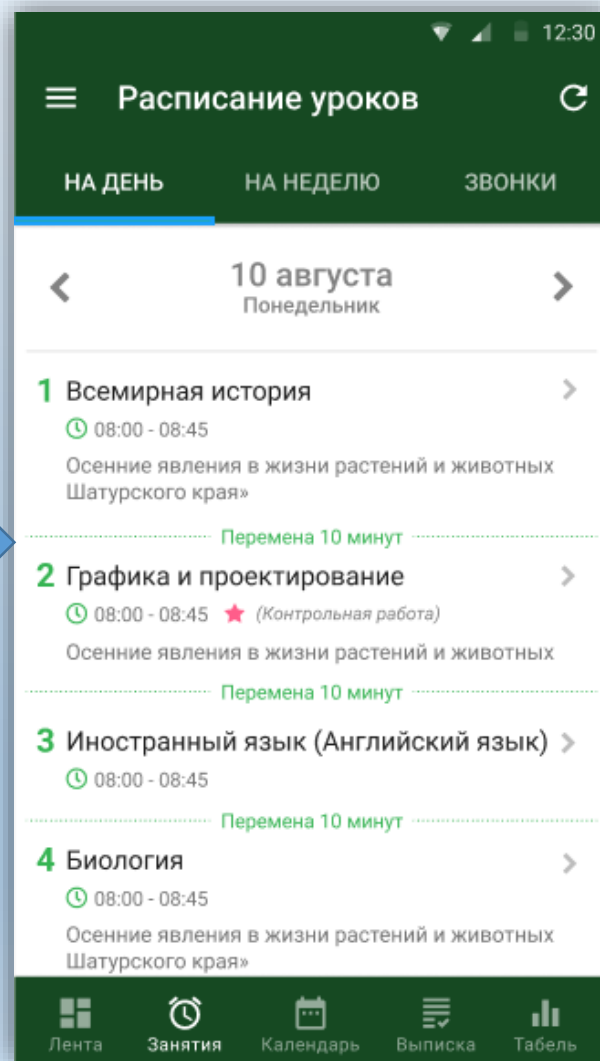 12:30
Расписание уроков
НА ДЕНЬ НА НЕДЕЛЮ ЗВОНКИ
10 августа
Понедельник
1 Всемирная история
08:00 - 08:45
Осенние явления в жизни растений и животных
Шатурского края»
Перемена 10 минут
2 Графика и проектирование
08:00 - 08:45 (Контрольная работа)
Осенние явления в жизни растений и животных
Перемена 10 минут
3 Иностранный язык (Английский язык)
08:00 - 08:45
Перемена 10 минут
4 Биология
08:00 - 08:45
Осенние явления в жизни растений и животных
Шатурского края»
Лента Занятия Календарь Выписка Табель